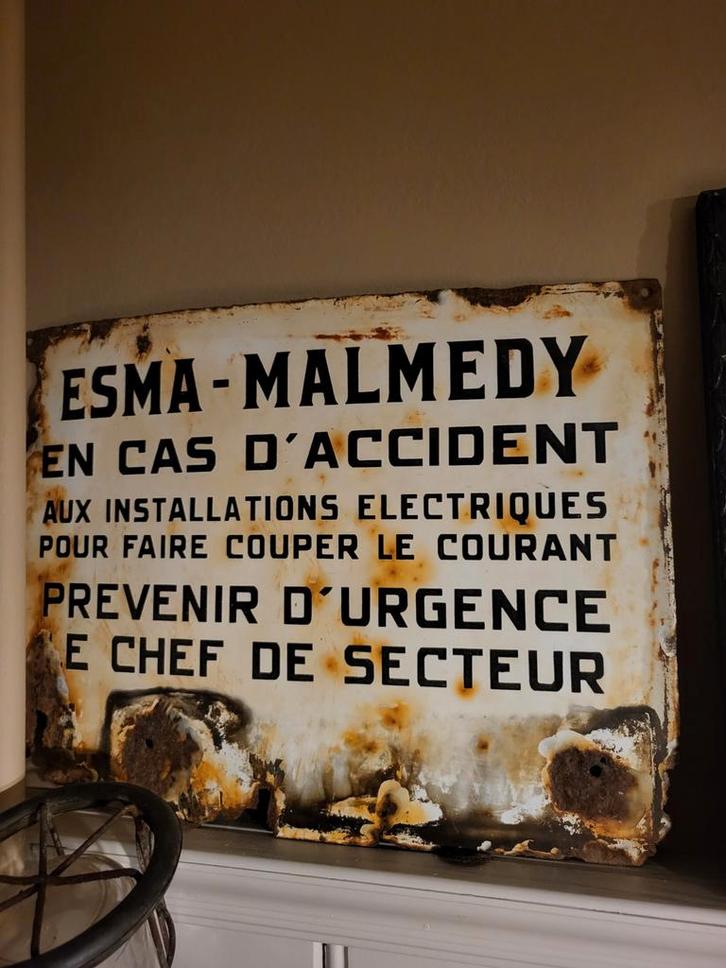 ESMA-MALMEDY
EN CAS D'ACCIDENT
AUX INSTALLATIONS ELECTRIQUES
POUR FAIRE COUPER LE COURANT
PREVENIR D'URGENCE
E CHEF DE SECTEUR